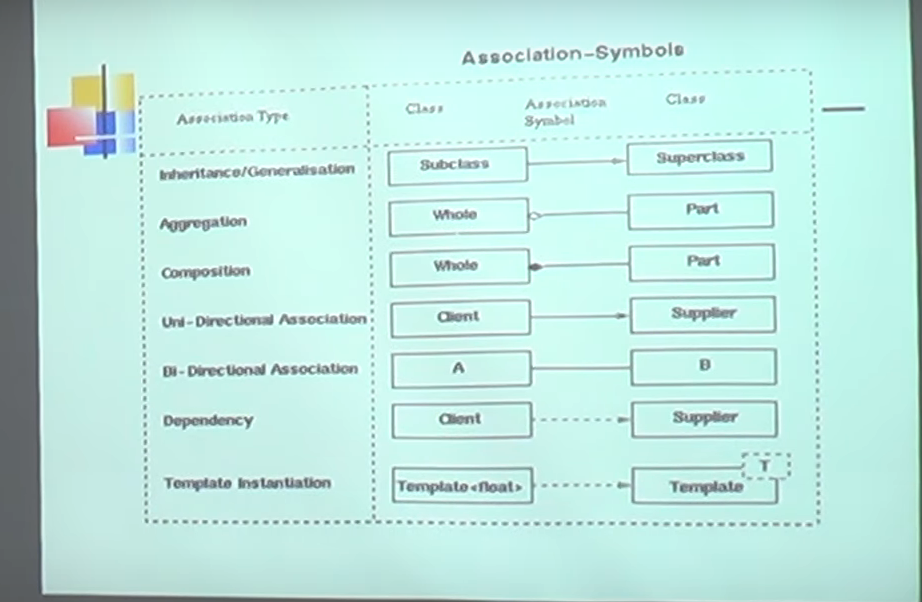 Association-Symbols
Association Type Class Association Symbol Class
Inheritance/Generalisation Subclass Superclass
Aggregation Whole Part
Composition Whole Part
Uni-Directional Association Client Supplier
Bi-Directional Association A B
Dependency Client Supplier
T
Template Instantiation Template<float> Template